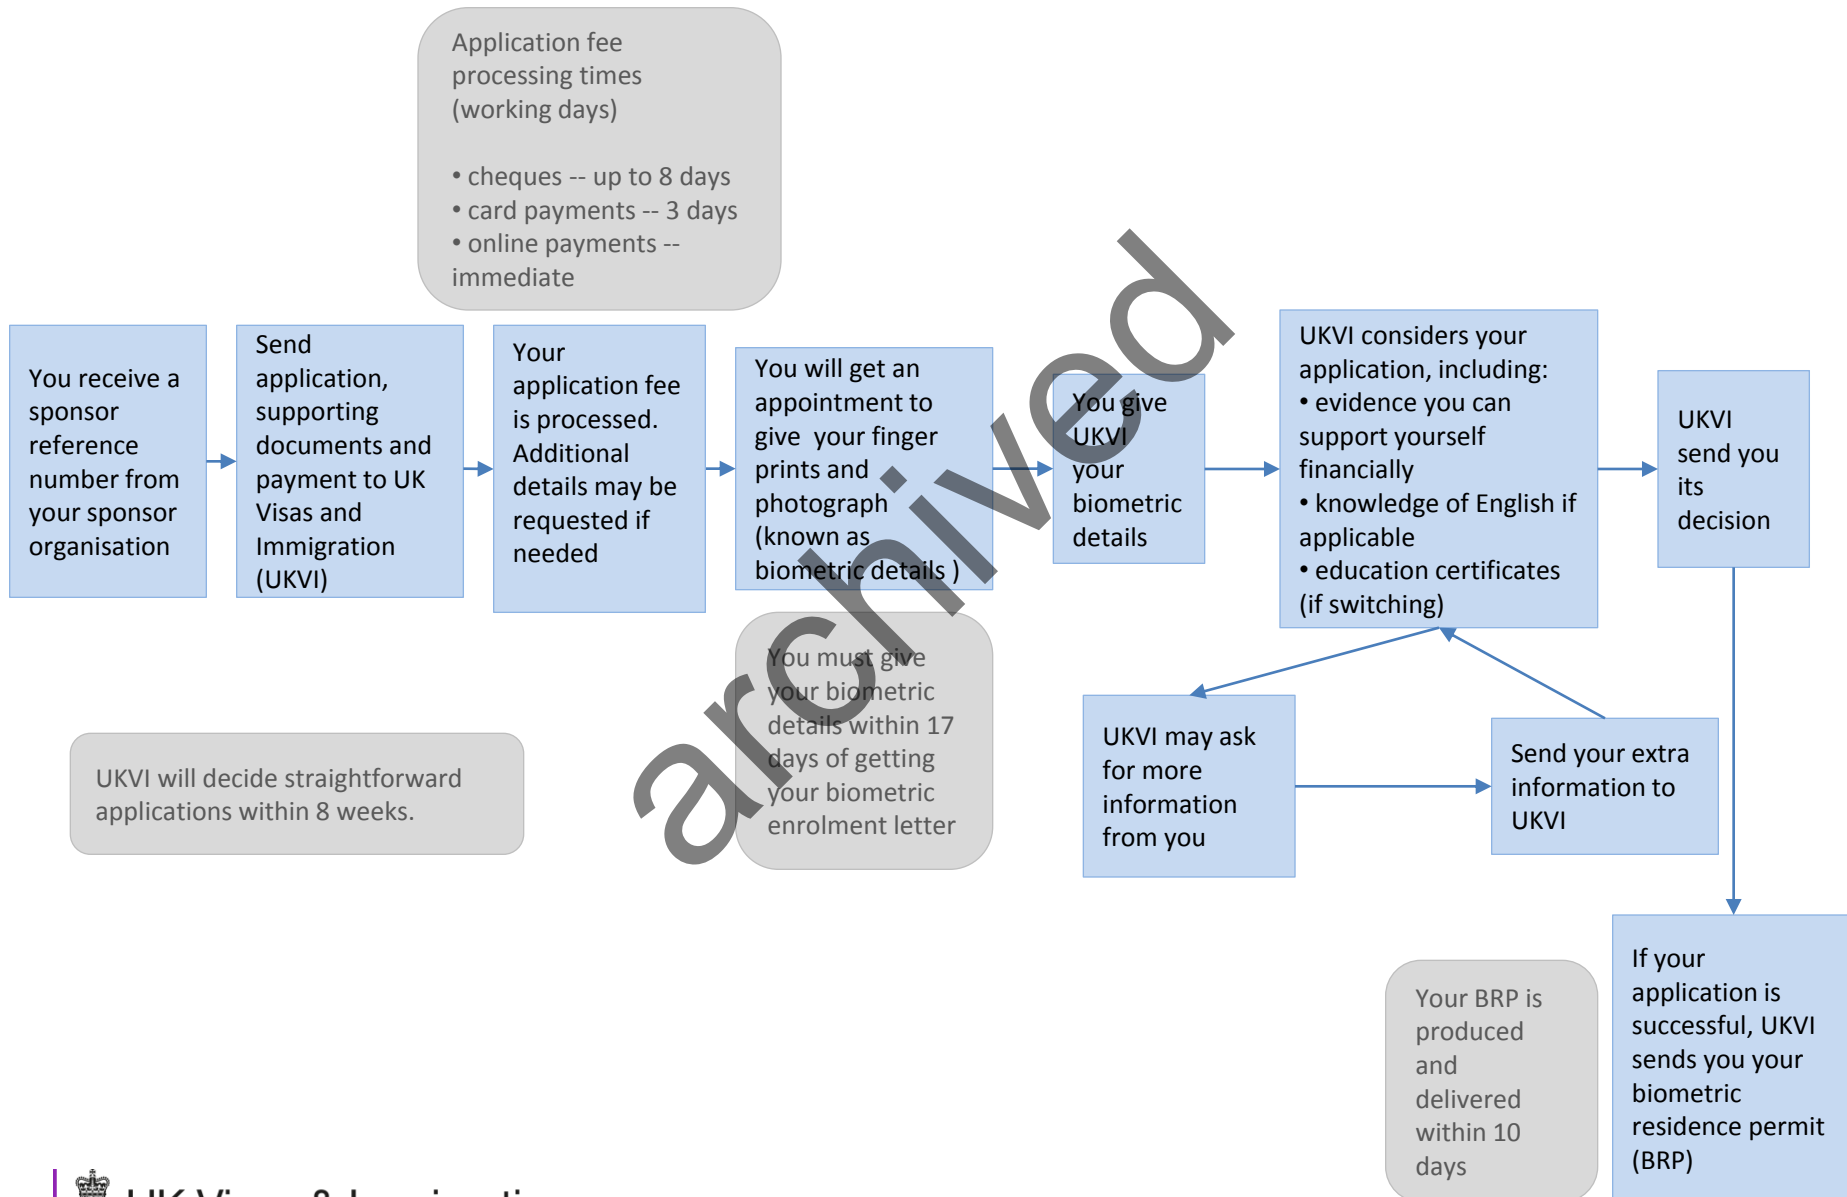 Application fee
processing times
(working days)
• cheques -- up to 8 days
• card payments -- 3 days
• online payments --
immediate
You receive a
sponsor
reference
number from
your sponsor
organisation
Send
application,
supporting
documents and
payment to UK
Visas and
Immigration
(UKVI)
Your
application fee
is processed.
Additional
details may be
requested if
needed
You will get an
appointment to
give your finger
prints and
photograph
(known as
biometric details )
You give
UKVI
your
biometric
details
UKVI considers your
application, including:
• evidence you can
support yourself
financially
• knowledge of English if
applicable
• education certificates
(if switching)
UKVI
send you
its
decision
You must give
your biometric
details within 17
days of getting
your biometric
enrolment letter
UKVI will decide straightforward
applications within 8 weeks.
UKVI may ask
for more
information
from you
Send your extra
information to
UKVI
Your BRP is
produced
and
delivered
within 10
days
If your
application is
successful, UKVI
sends you your
biometric
residence permit
(BRP)
archived
UK Visas & Immigration